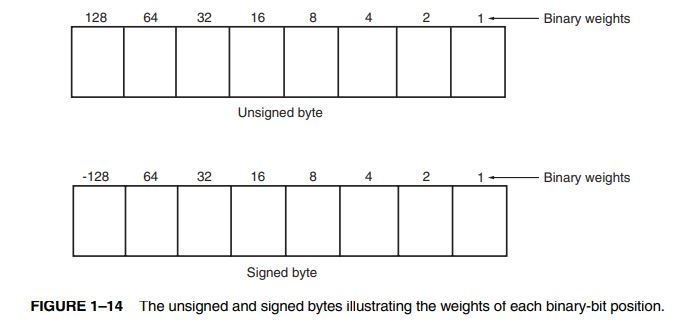 128 64 32 16 8 4 2 1 Binary weights
Unsigned byte
-128 64 32 16 8 4 2 1 Binary weights
Signed byte
FIGURE 1–14 The unsigned and signed bytes illustrating the weights of each binary-bit position.